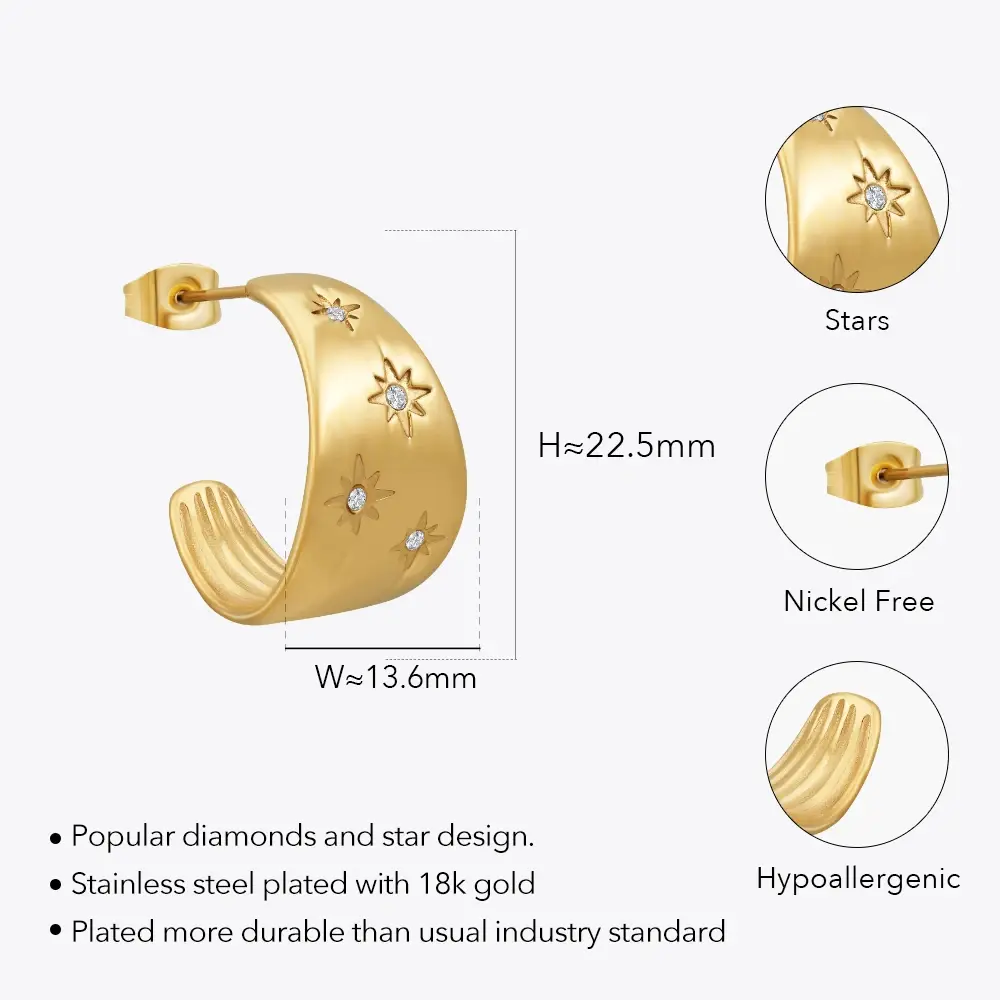 Stars
H≈22.5mm
Nickel Free
W≈13.6mm
Hypoallergenic
• Popular diamonds and star design.
• Stainless steel plated with 18k gold
• Plated more durable than usual industry standard